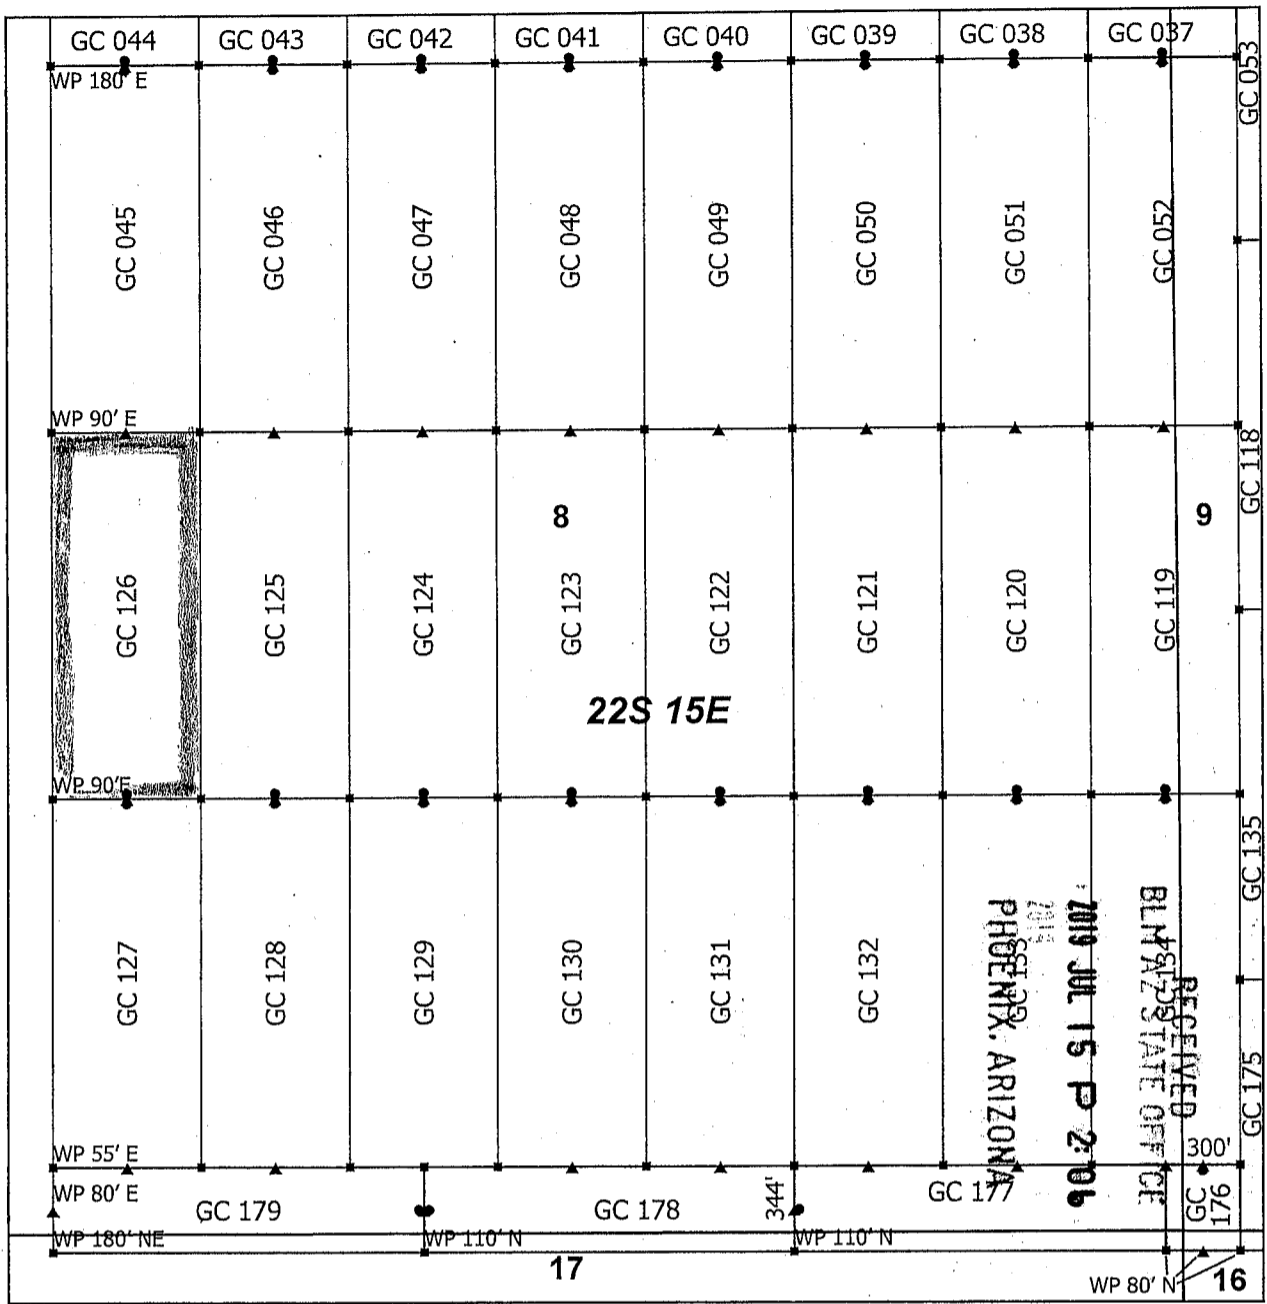 GC 044
GC 043
GC 042
GC 041
GC 040
GC 039
GC 038
GC 037
GC 053
WP 180' E
GC 045
GC 046
GC 047
GC 048
GC 049
GC 050
GC 051
GC 052
WP 90' E
GC 118
8
9
GC 126
GC 125
GC 124
GC 123
GC 122
GC 121
GC 120
GC 119
22S 15E
WP 90' E
GC 135
GC 127
GC 128
GC 129
GC 130
GC 131
GC 132
GC 133
GC 134
RECEIVED
BLM AZ STATE OFFICE
2019 JUL 15 P 2:06
2019
PHOENIX, ARIZONA
GC 175
WP 55' E
300'
WP 80' E
GC 179
GC 178
344'
GC 177
GC 176
WP 180' NE
WP 110' N
WP 110' N
17
WP 80' N
16